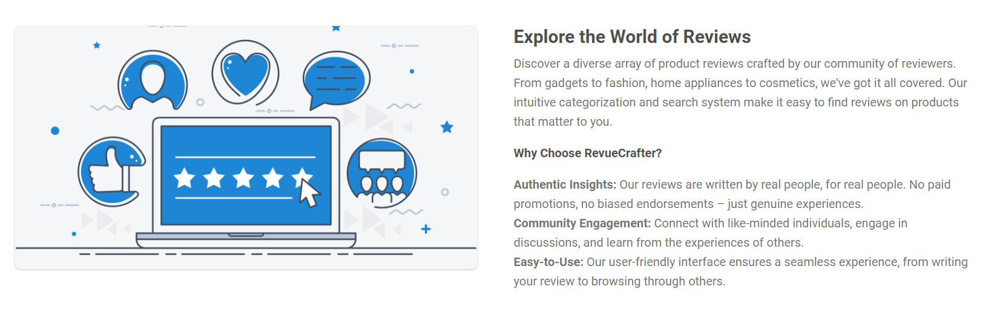 Explore the World of Reviews
Discover a diverse array of product reviews crafted by our community of reviewers.
From gadgets to fashion, home appliances to cosmetics, we've got it all covered. Our
intuitive categorization and search system make it easy to find reviews on products
that matter to you.
Why Choose RevueCrafter?
Authentic Insights: Our reviews are written by real people, for real people. No paid
promotions, no biased endorsements – just genuine experiences.
Community Engagement: Connect with like-minded individuals, engage in
discussions, and learn from the experiences of others.
Easy-to-Use: Our user-friendly interface ensures a seamless experience, from writing
your review to browsing through others.